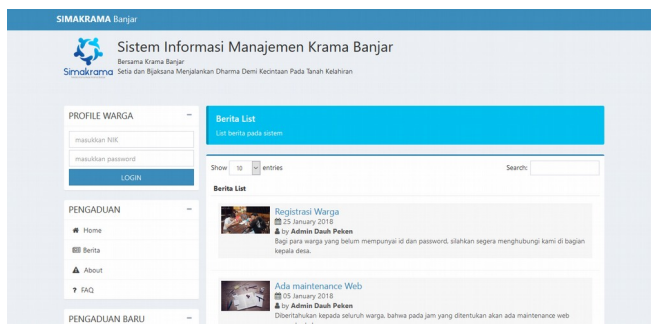 SIMAKRAMA Banjar
Sistem Informasi Manajemen Krama Banjar
Bersama Krama Banjar
Setia dan Bijaksana Menjalankan Dharma Demi Kecintaan Pada Tanah Kelahiran
Simakrama
PROFILE WARGA
masukkan NIK
masukkan password
LOGIN
PENGADUAN
Home
Berita
About
? FAQ
PENGADUAN BARU
Berita List
List berita pada sistem
Show 10 entries
Search:
Berita List
Registrasi Warga
25 January 2018
by Admin Dauh Peken
Bagi para warga yang belum mempunyai id dan password, silahkan segera menghubungi kami di bagian
kepala desa.
Ada maintenance Web
05 January 2018
by Admin Dauh Peken
Diberitahukan kepada seluruh warga, bahwa pada jam yang ditentukan akan ada maintenance web